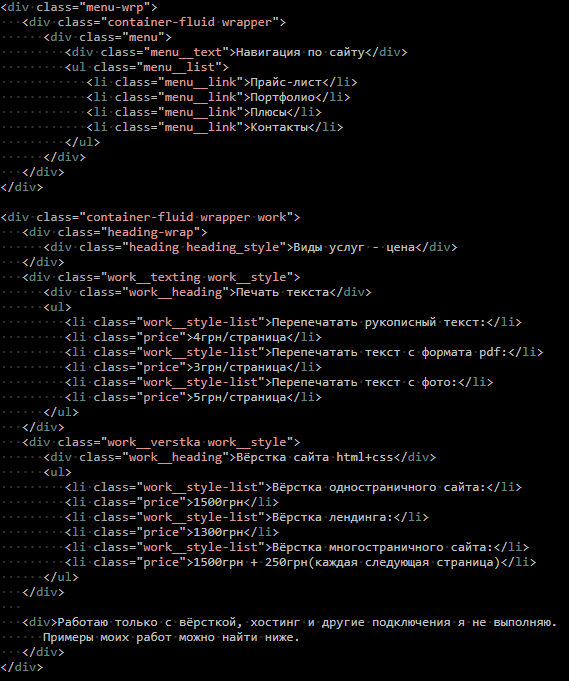 <div class="menu-wrp">
<div class="container-fluid wrapper">
<div class="menu">
<div class="menu__text">Навигация по сайту</div>
<ul class="menu__list">
<li class="menu__link">Прайс-лист</li>
<li class="menu__link">Портфолио</li>
<li class="menu__link">Плюсы</li>
<li class="menu__link">Контакты</li>
</ul>
</div>
</div>
</div>
<div class="container-fluid wrapper work">
<div class="heading-wrap">
<div class="heading heading_style">Виды услуг - цена</div>
</div>
<div class="work__texting work__style">
<div class="work__heading">Печать текста</div>
<ul>
<li class="work__style-list">Перепечатать рукописный текст:</li>
<li class="price">4грн/страница</li>
<li class="work__style-list">Перепечатать текст с формата pdf:</li>
<li class="price">3грн/страница</li>
<li class="work__style-list">Перепечатать текст с фото:</li>
<li class="price">5грн/страница</li>
</ul>
</div>
<div class="work__verstka work__style">
<div class="work__heading">Вёрстка сайта html+css</div>
<ul>
<li class="work__style-list">Вёрстка одностраничного сайта:</li>
<li class="price">1500грн</li>
<li class="work__style-list">Вёрстка лендинга:</li>
<li class="price">1300грн</li>
<li class="work__style-list">Вёрстка многостраничного сайта:</li>
<li class="price">1500грн + 250грн(каждая следующая страница)</li>
</ul>
</div>
<div>Работаю только с вёрсткой, хостинг и другие подключения я не выполняю.
Примеры моих работ можно найти ниже.
</div>
</div>